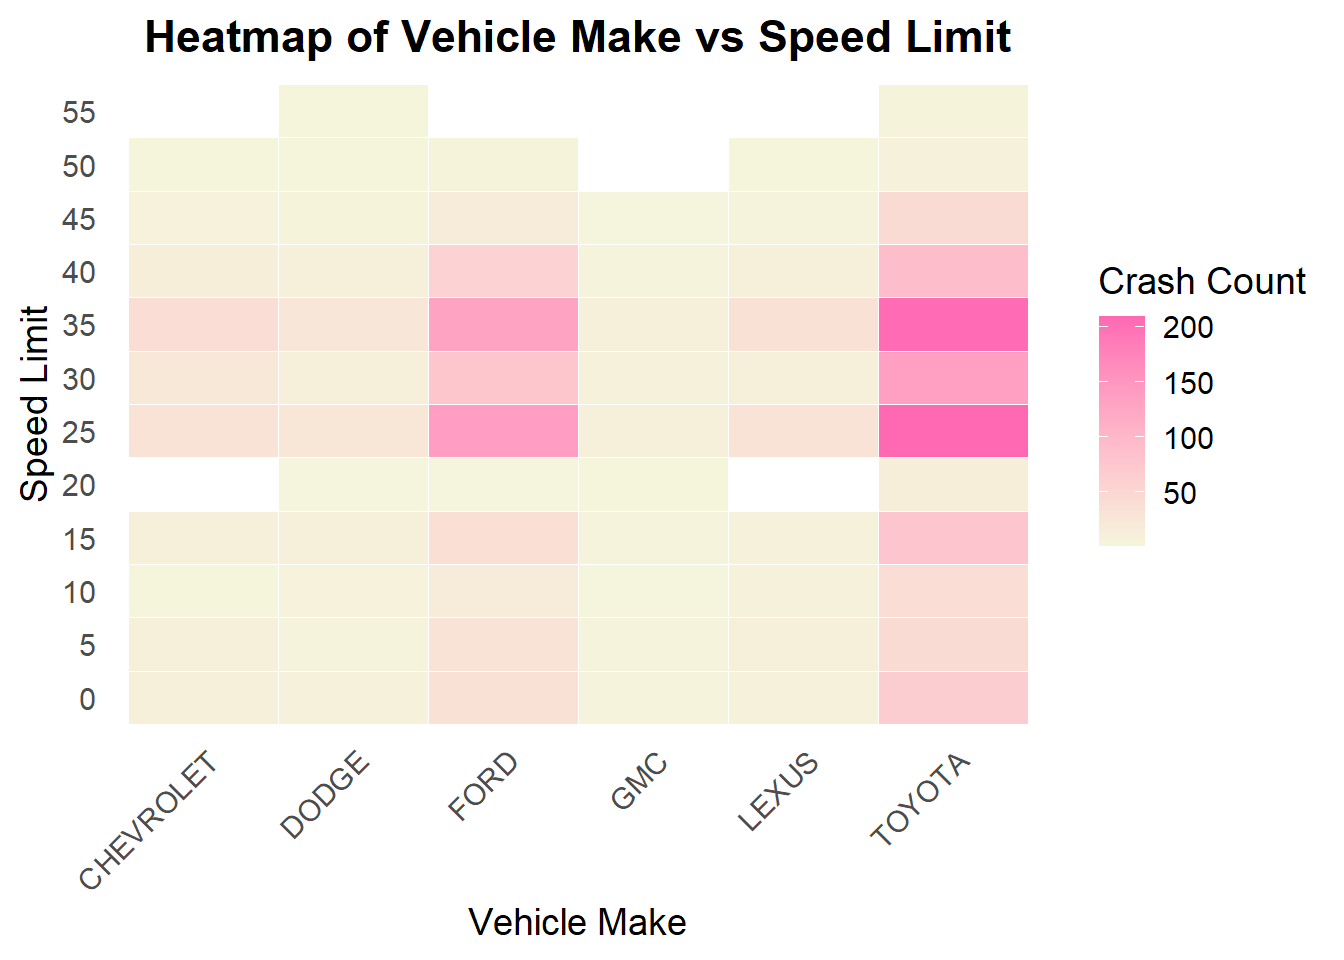 Heatmap of Vehicle Make vs Speed Limit
55
50
45
40
35
30
25
20
15
10
5
0
Speed Limit
CHEVROLET
DODGE
FORD
GMC
LEXUS
TOYOTA
Vehicle Make
Crash Count
200
150
100
50